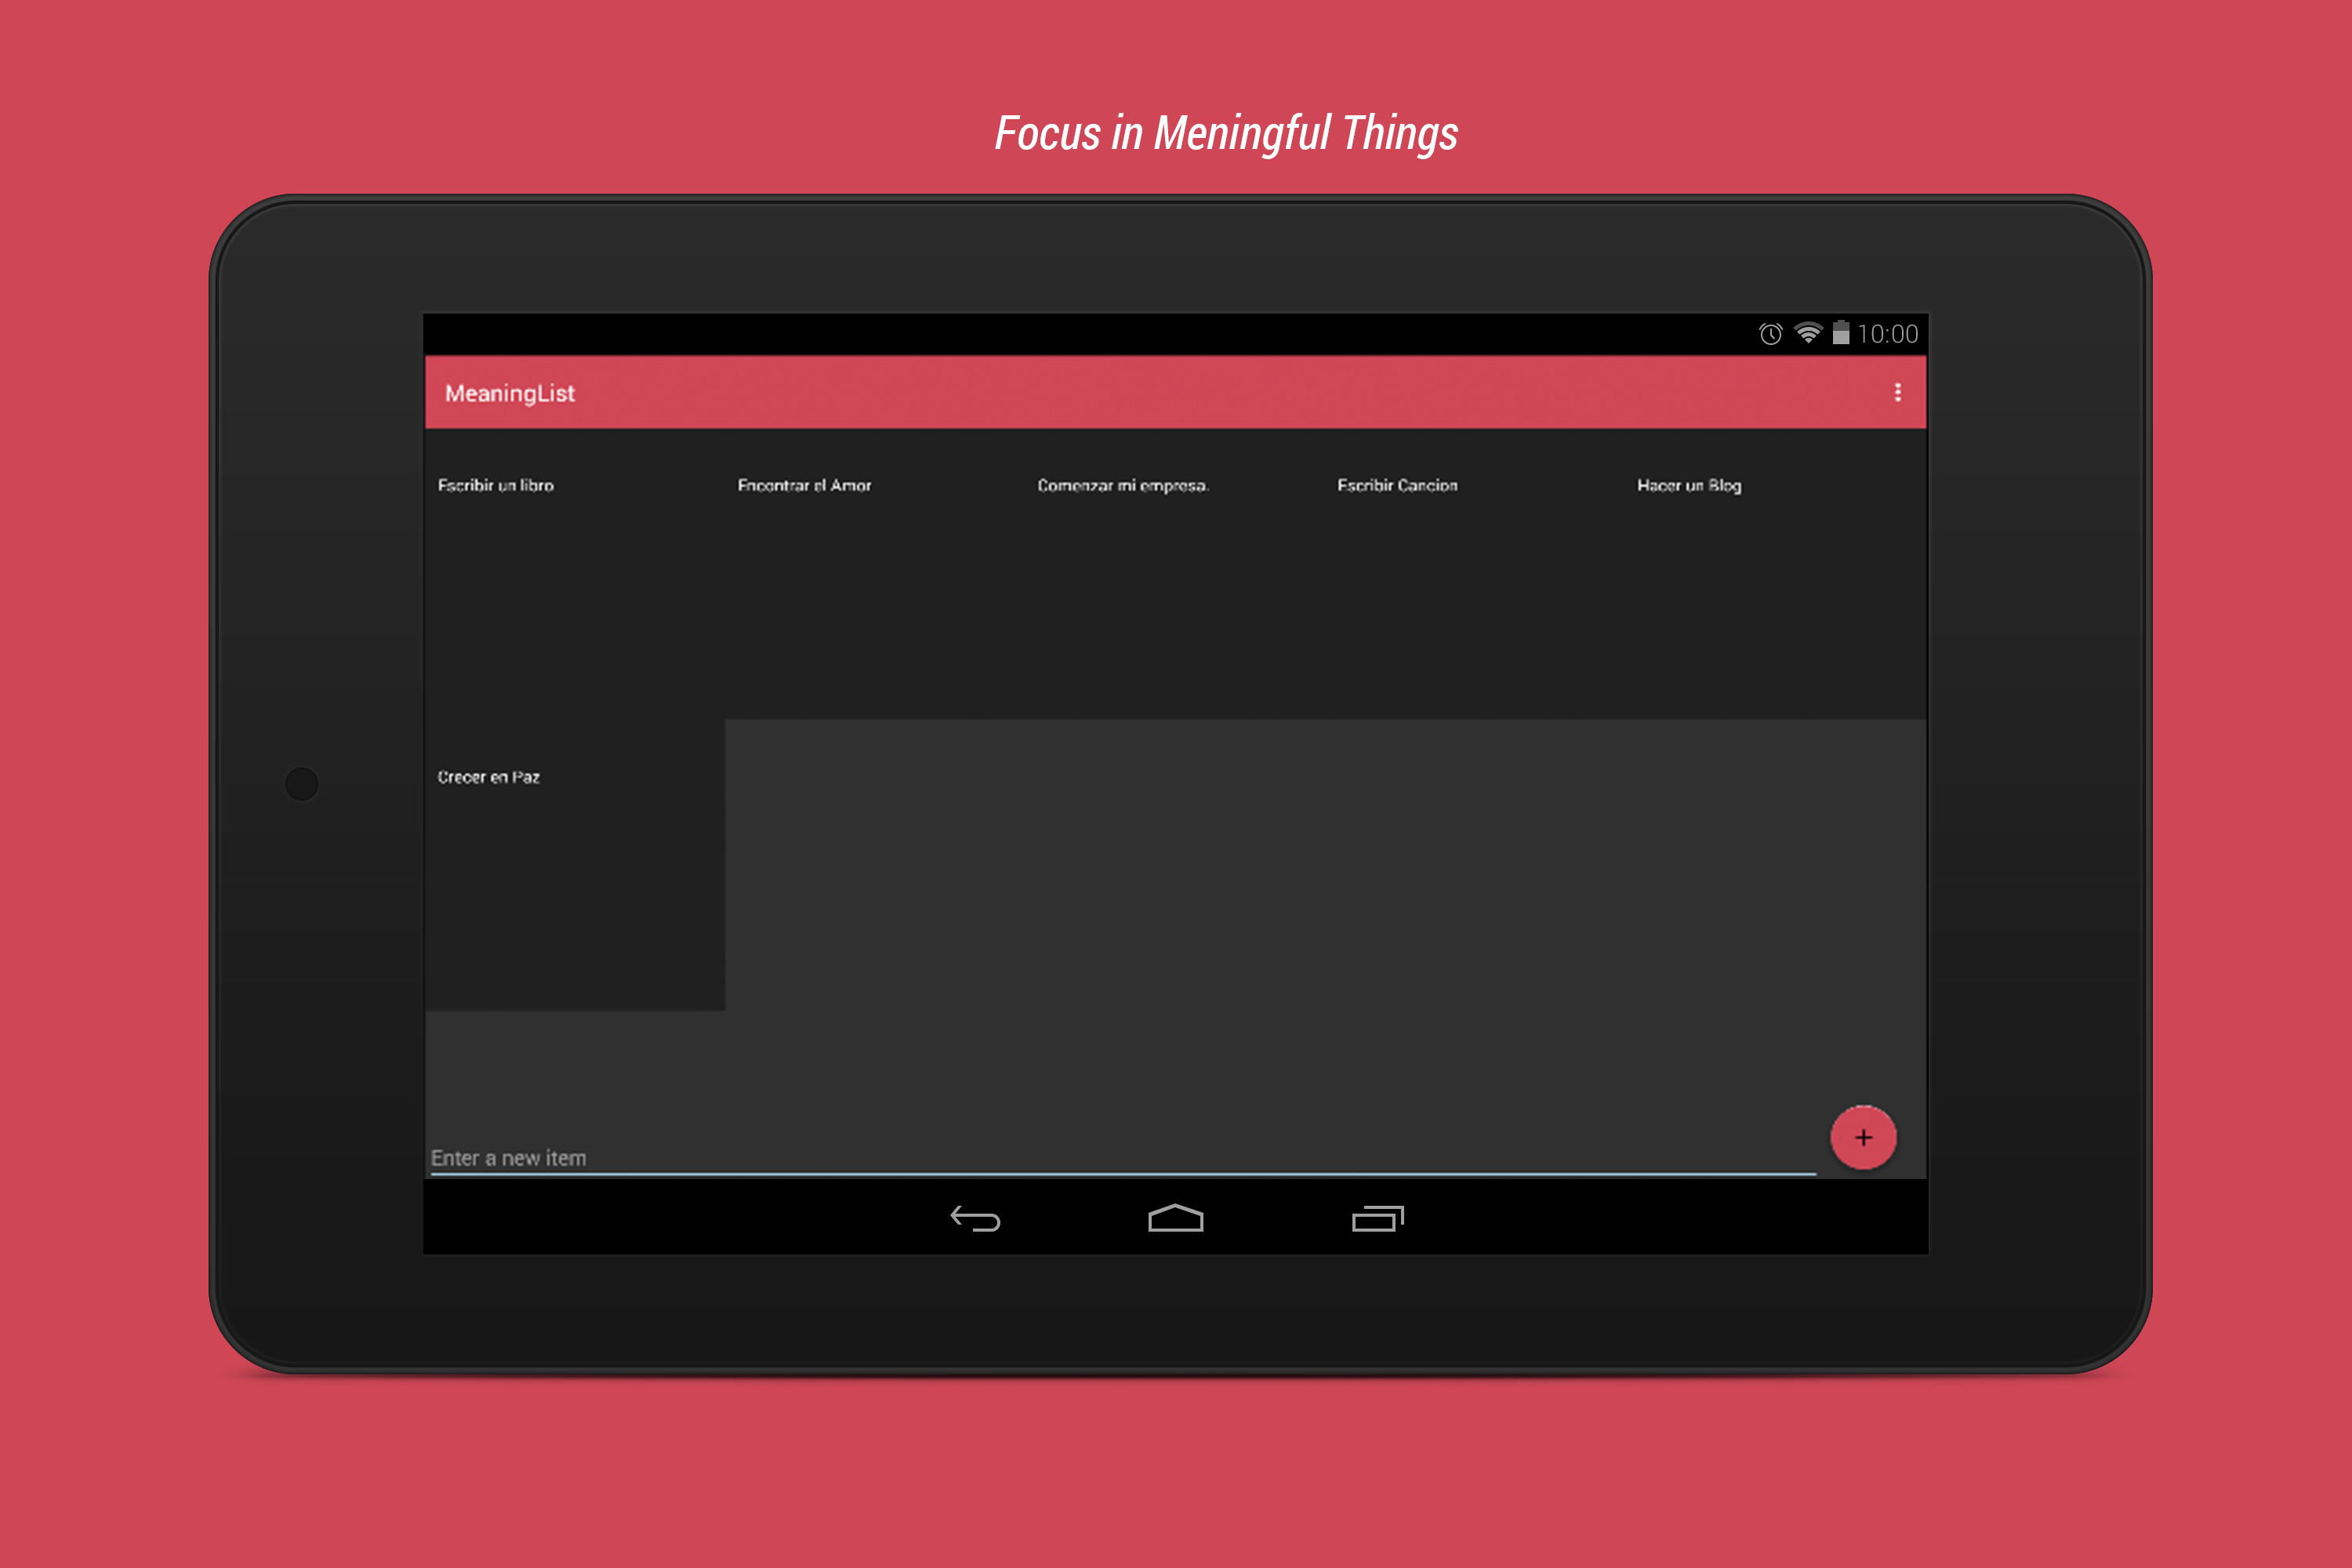 Focus in Meningful Things
10:00
MeaningList
Escribir un libro
Encontrar el Amor
Comenzar mi empresa.
Escribir Cancion
Hacer un Blog
Crecer en Paz
Enter a new item